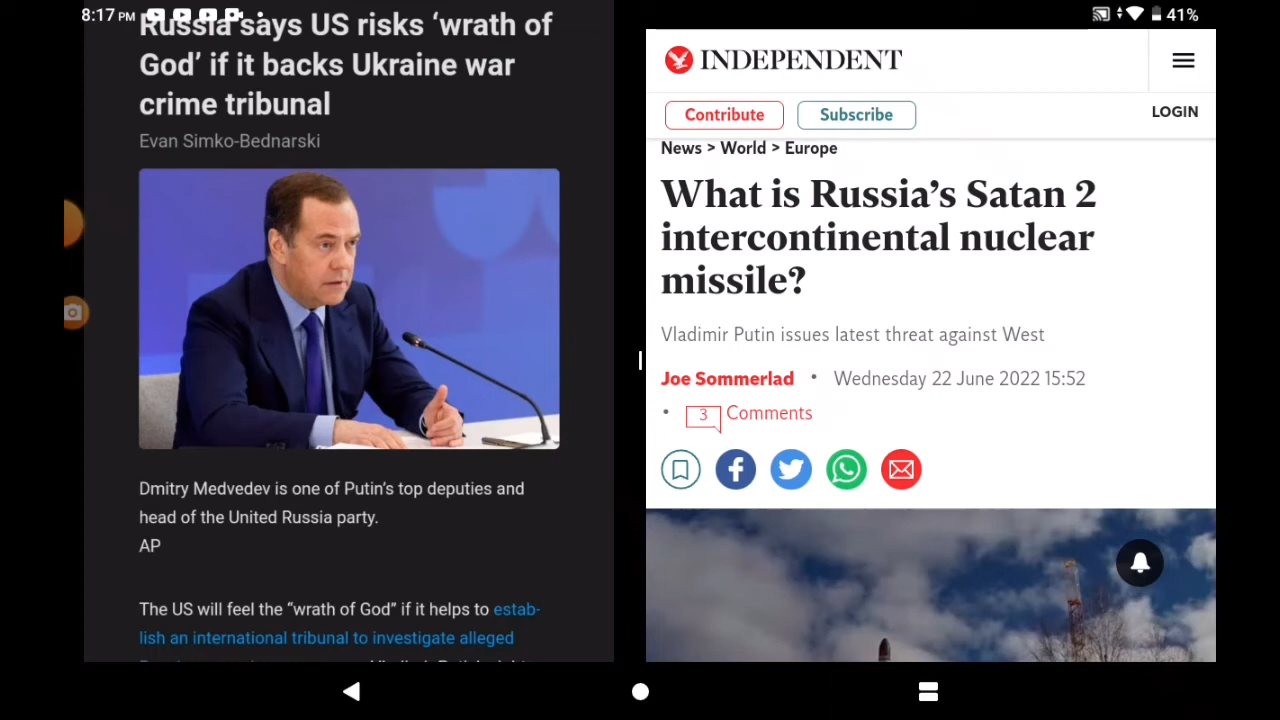 8:17 PM
41%
Russia says US risks ‘wrath of
God’ if it backs Ukraine war
crime tribunal
Evan Simko-Bednarski
Dmitry Medvedev is one of Putin’s top deputies and
head of the United Russia party.
AP
The US will feel the “wrath of God” if it helps to estab-
lish an international tribunal to investigate alleged
INDEPENDENT
Contribute
Subscribe
LOGIN
News > World > Europe
What is Russia’s Satan 2
intercontinental nuclear
missile?
Vladimir Putin issues latest threat against West
Joe Sommerlad • Wednesday 22 June 2022 15:52
• 3 Comments